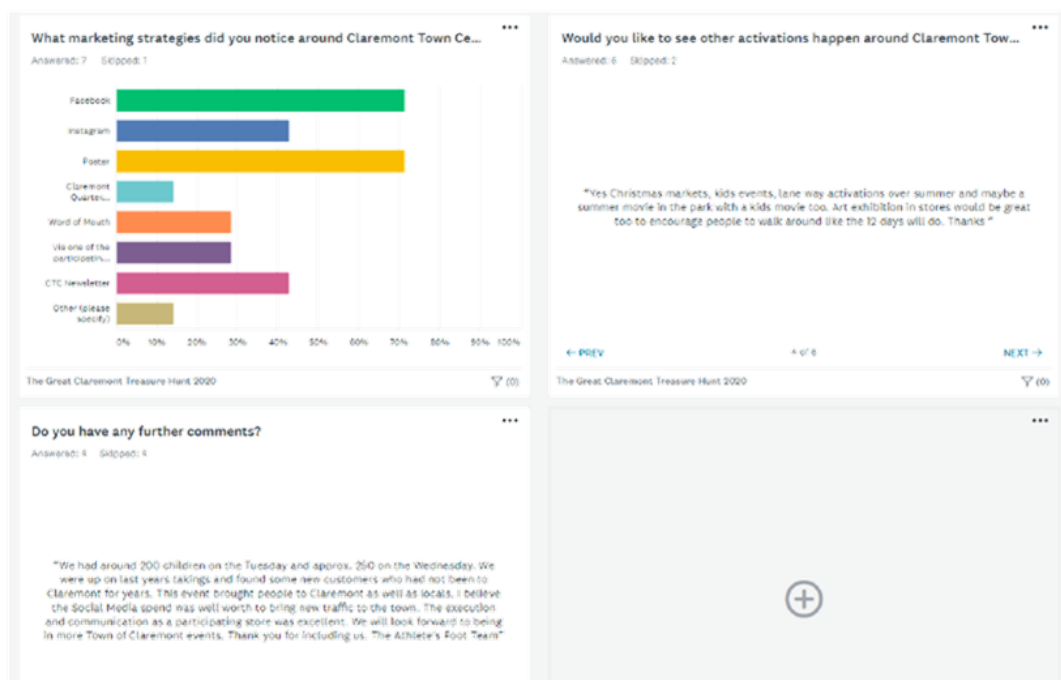 What marketing strategies did you notice around Claremont Town Ce...
Answered: 7 Skipped: 1
Facebook
Instagram
Poster
Claremont
Quarter...
Word of Mouth
Via one of the
participatin...
CTC Newsletter
Other (please
specify)
0% 10% 20% 30% 40% 50% 60% 70% 80% 90% 100%
The Great Claremont Treasure Hunt 2020
(0)
Would you like to see other activations happen around Claremont Tow...
Answered: 6 Skipped: 2
"Yes Christmas markets, kids events, lane way activations over summer and maybe a
summer movie in the park with a kids movie too. Art exhibition in stores would be great
too to encourage people to walk around like the 12 days will do. Thanks "
← PREV
4 of 6
NEXT →
The Great Claremont Treasure Hunt 2020
(0)
Do you have any further comments?
Answered: 4 Skipped: 4
"We had around 200 children on the Tuesday and approx. 250 on the Wednesday. We
were up on last years takings and found some new customers who had not been to
Claremont for years. This event brought people to Claremont as well as locals. I believe
the Social Media spend was well worth to bring new traffic to the town. The execution
and communication as a participating store was excellent. We will look forward to being
in more Town of Claremont events. Thank you for including us. The Athlete's Foot Team"